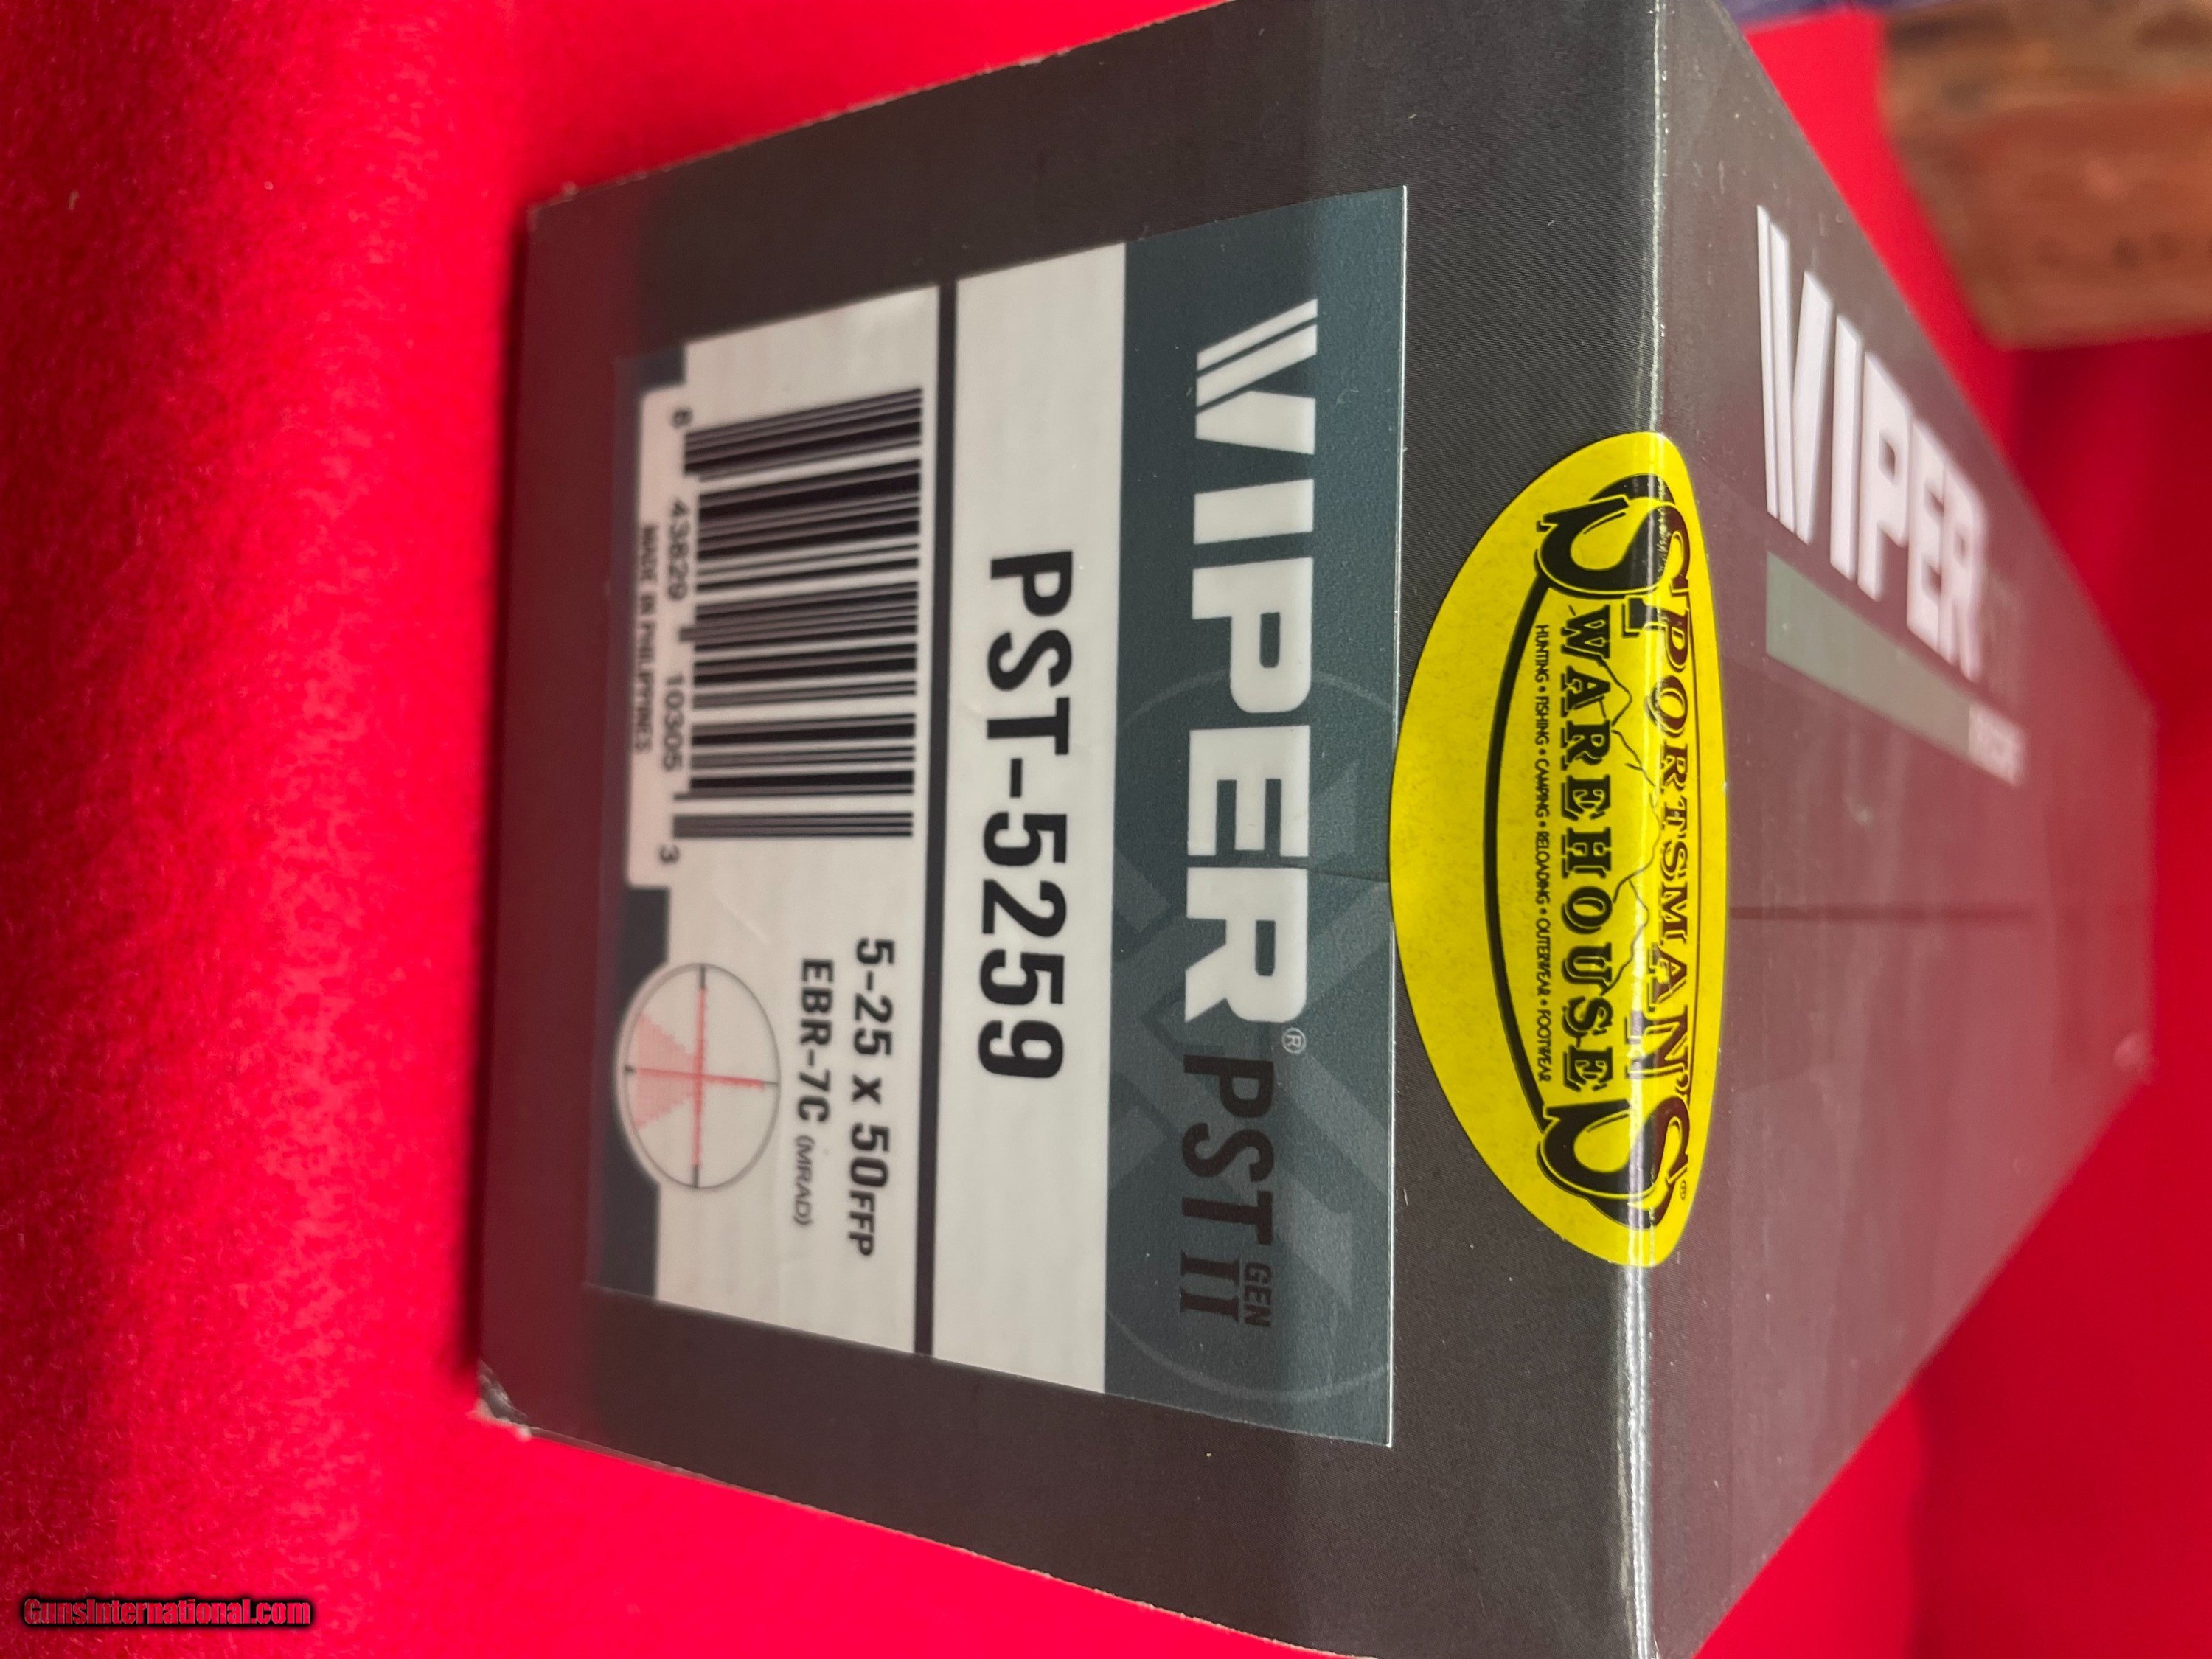 VIPER® PST GEN II
PST-5259
8 43829 10305 3
MADE IN PHILIPPINES
5-25 x 50FFP
EBR-7C (MRAD)
SPORTSMAN'S®
WAREHOUSE
HUNTING • FISHING • CAMPING • RELOADING • OUTERWEAR • FOOTWEAR
VIPER
GunsInternational.com